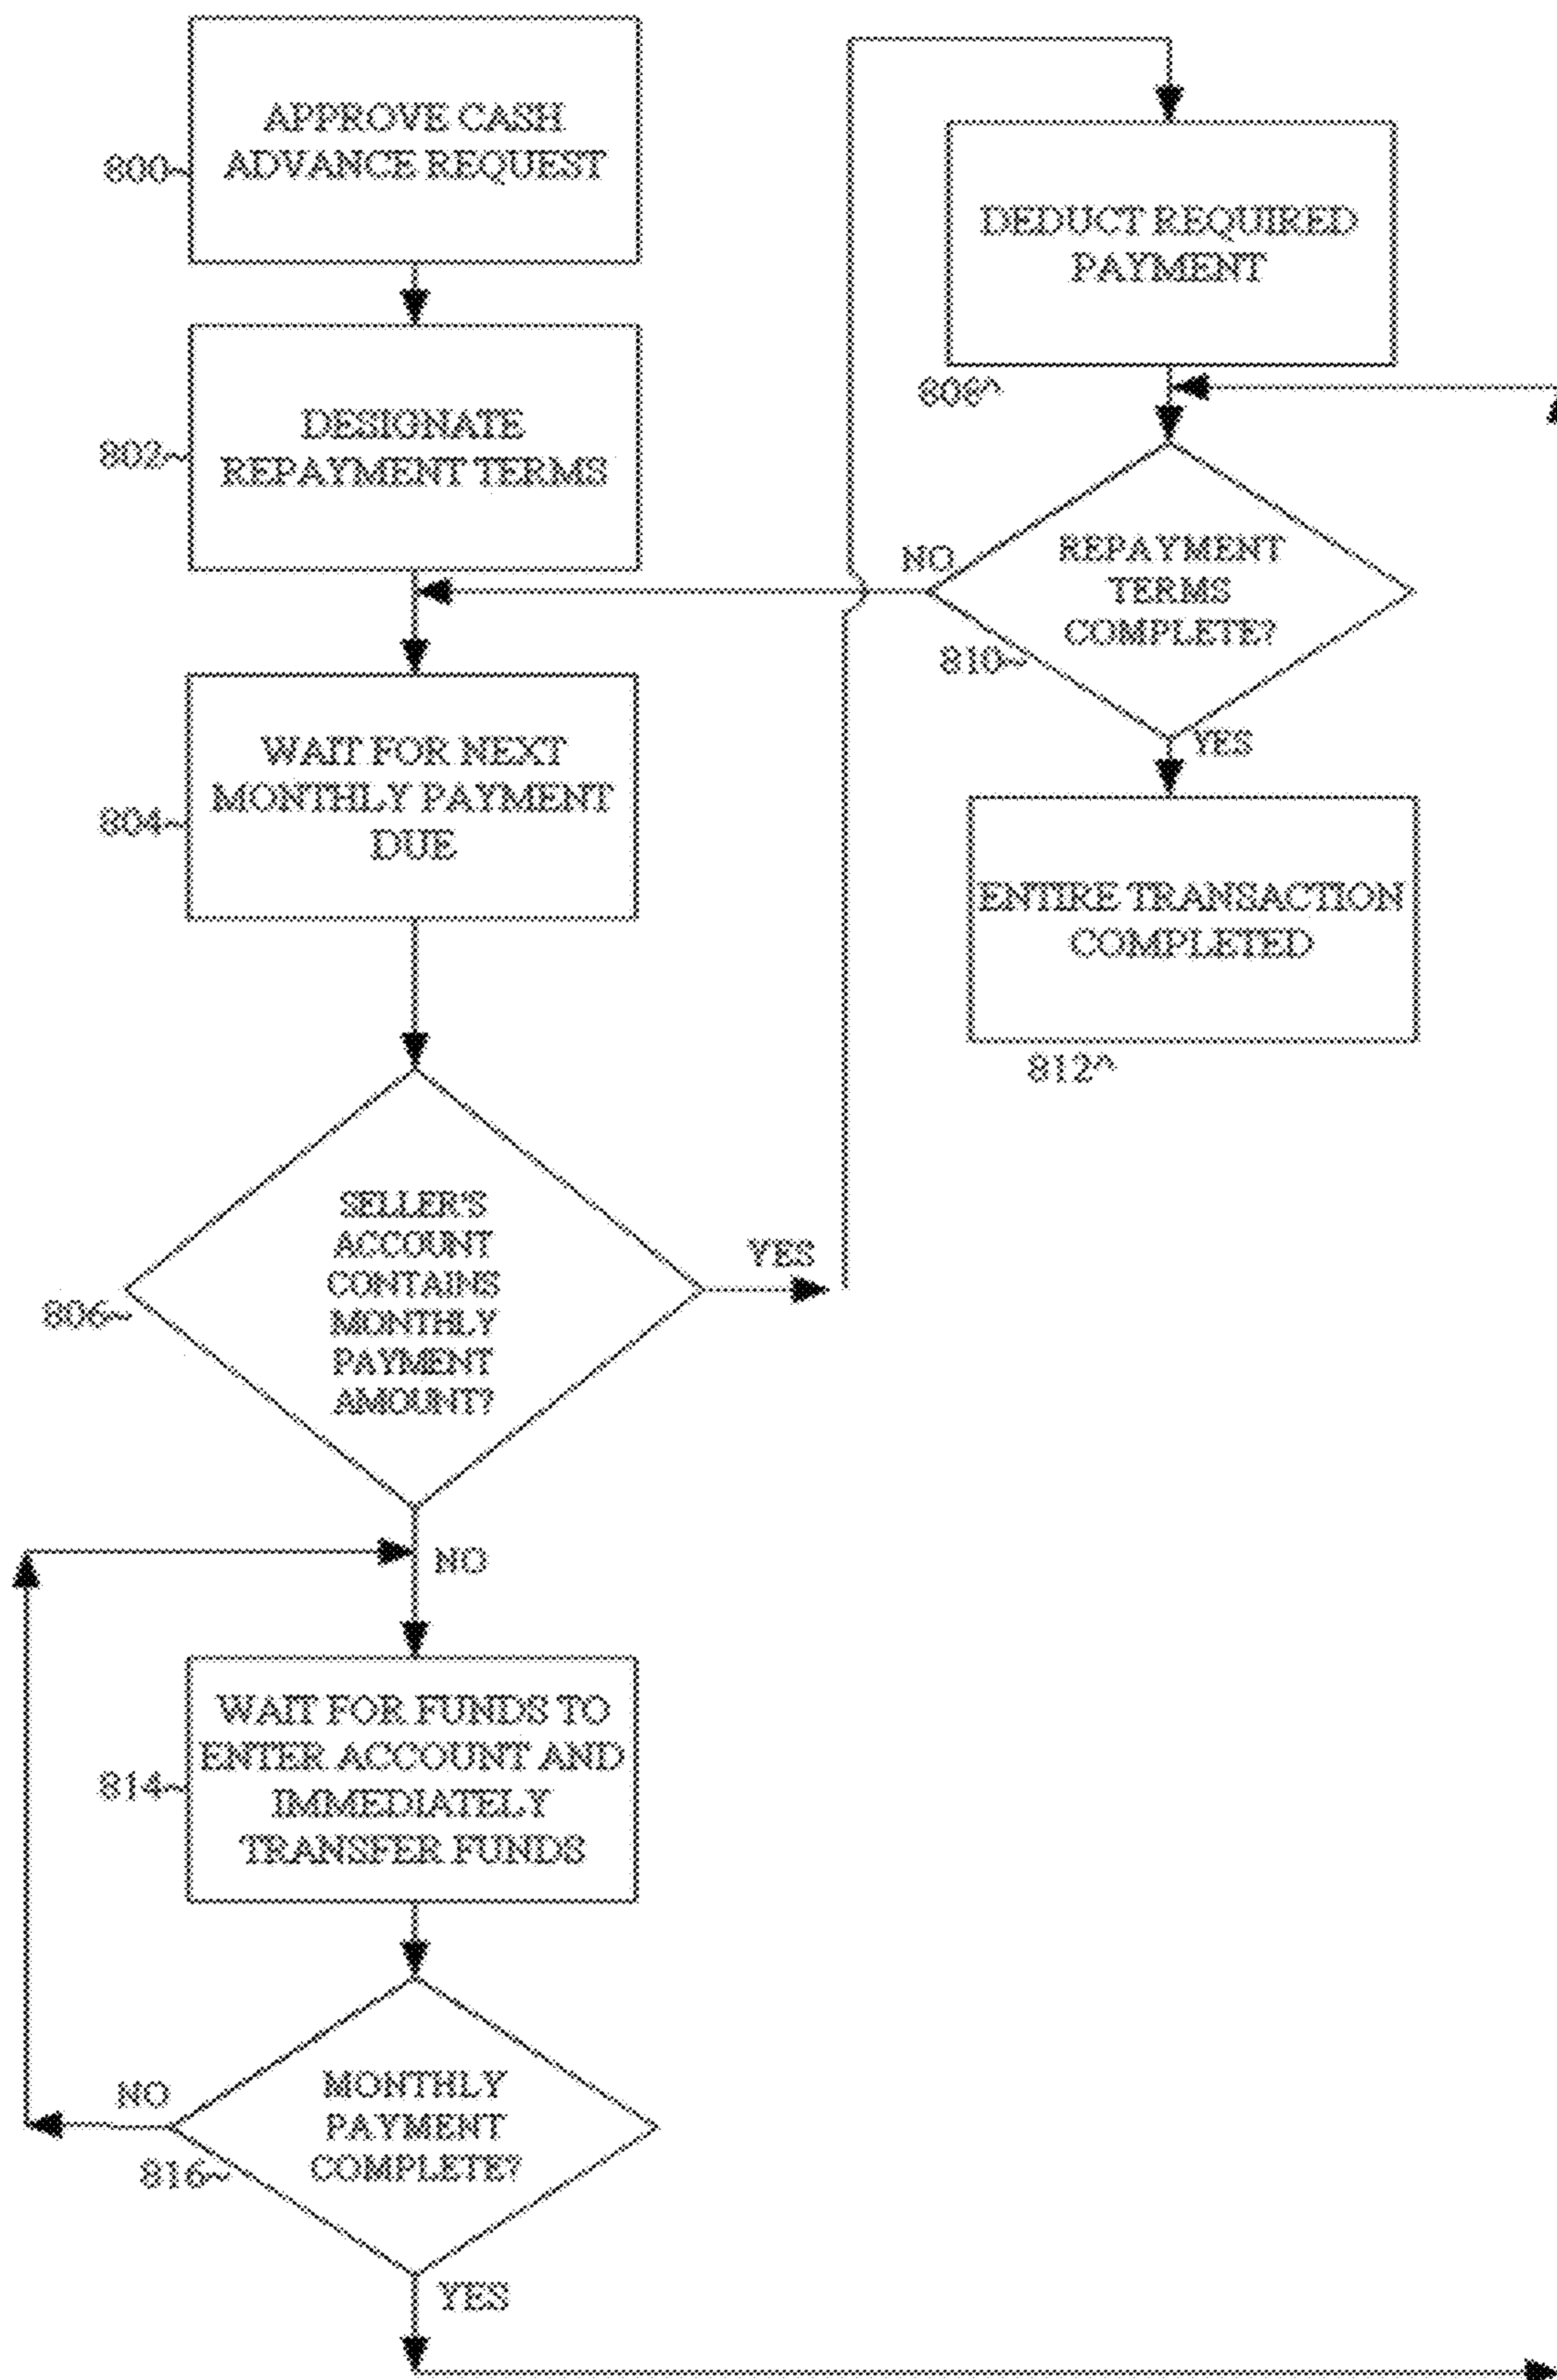 APPROVE CASH
ADVANCE REQUEST
800
DESIGNATE
REPAYMENT TERMS
802
WAIT FOR NEXT
MONTHLY PAYMENT
DUE
804
SELLER'S
ACCOUNT
CONTAINS
MONTHLY
PAYMENT
AMOUNT?
806
YES
NO
WAIT FOR FUNDS TO
ENTER ACCOUNT AND
IMMEDIATELY
TRANSFER FUNDS
814
MONTHLY
PAYMENT
COMPLETE?
816
NO
YES
DEDUCT REQUIRED
PAYMENT
808
REPAYMENT
TERMS
COMPLETE?
810
NO
YES
ENTIRE TRANSACTION
COMPLETED
812